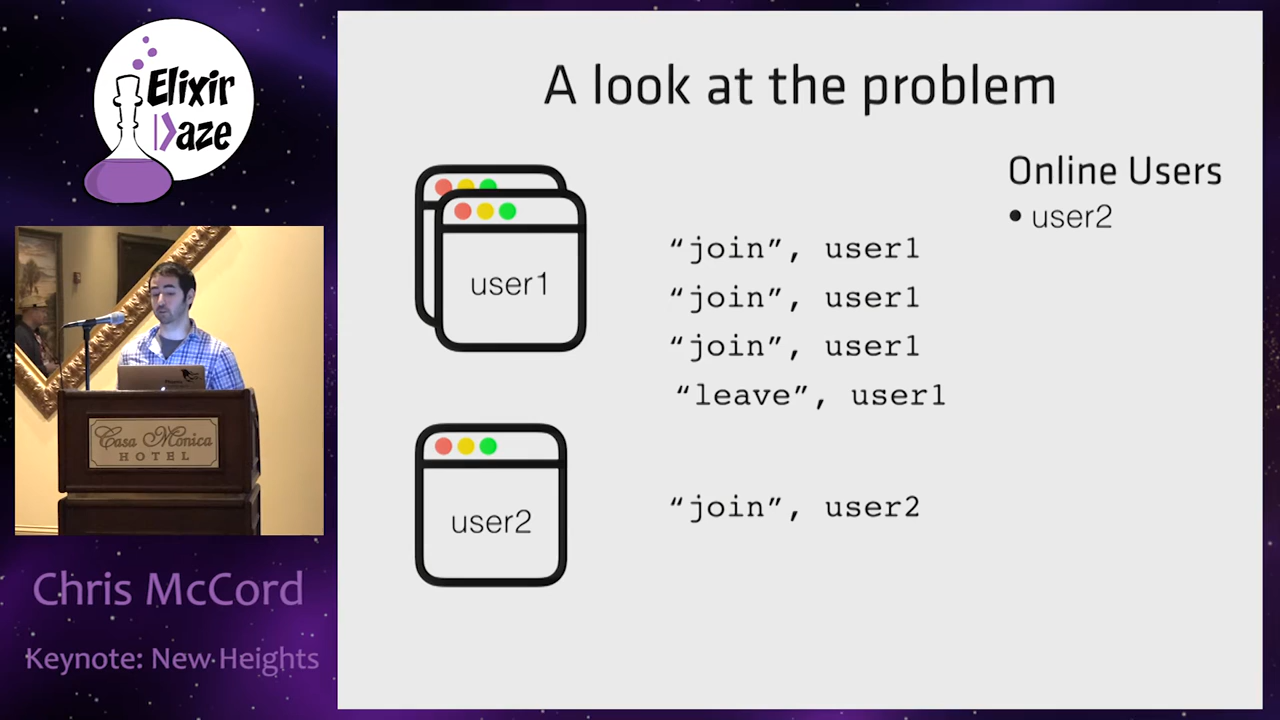 Elixir
|>aze
Casa Monica
HOTEL
Chris McCord
Keynote: New Heights
A look at the problem
Online Users
• user2
user1
“join”, user1
“join”, user1
“join”, user1
“leave”, user1
user2
“join”, user2